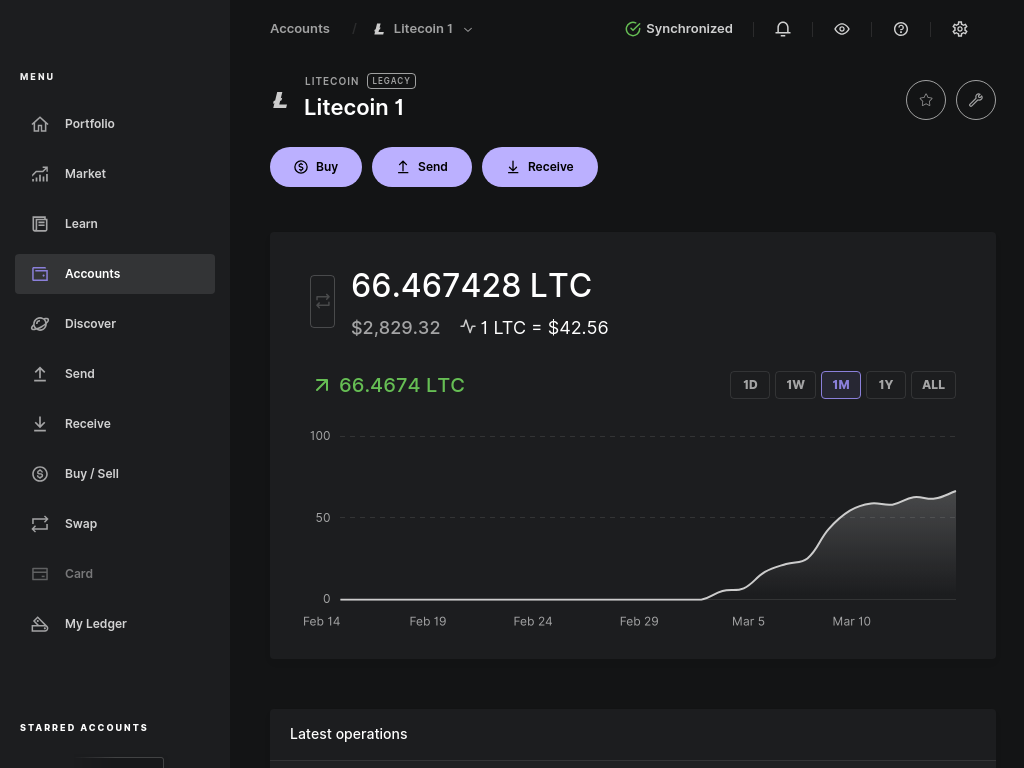 Accounts / Litecoin 1
Synchronized
MENU
Portfolio
Market
Learn
Accounts
Discover
Send
Receive
Buy / Sell
Swap
Card
My Ledger
STARRED ACCOUNTS
LITECOIN LEGACY
Litecoin 1
Buy
Send
Receive
66.467428 LTC
$2,829.32 1 LTC = $42.56
66.4674 LTC
1D 1W 1M 1Y ALL
100
50
0
Feb 14 Feb 19 Feb 24 Feb 29 Mar 5 Mar 10
Latest operations